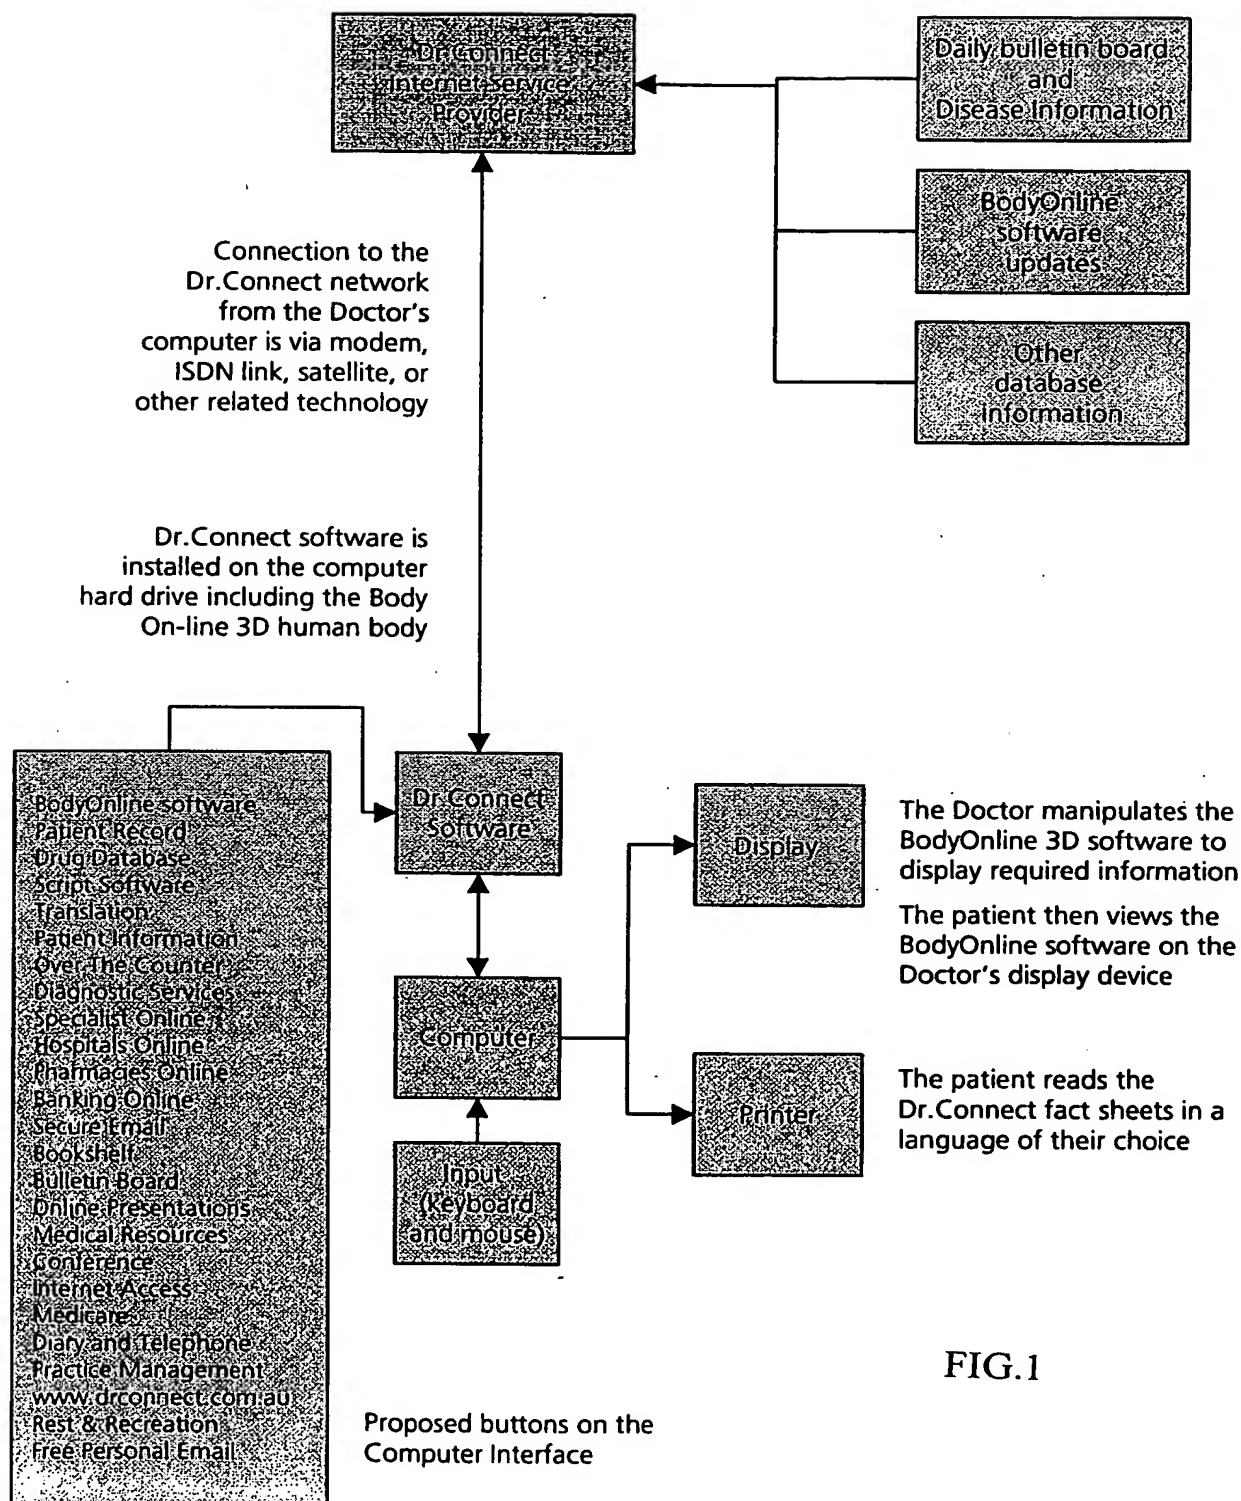 Dr.Connect
Internet Service
Provider
Daily bulletin board
and
Disease Information
BodyOnline
software
updates
Other
database
information
Connection to the
Dr.Connect network
from the Doctor's
computer is via modem,
ISDN link, satellite, or
other related technology
Dr.Connect software is
installed on the computer
hard drive including the Body
On-line 3D human body
BodyOnline software
Patient Record
Drug Database
Script Software
Translation
Patient Information
Over The Counter
Diagnostic Services
Specialist Online
Hospitals Online
Pharmacies Online
Banking Online
Secure Email
Bookshelf
Bulletin Board
Online Presentations
Medical Resources
Conference
Internet Access
Medicare
Diary and Telephone
Practice Management
www.drconnect.com.au
Rest & Recreation
Free Personal Email
Dr.Connect
Software
Computer
Input
(keyboard
and mouse)
Display
Printer
The Doctor manipulates the
BodyOnline 3D software to
display required information
The patient then views the
BodyOnline software on the
Doctor's display device
The patient reads the
Dr.Connect fact sheets in a
language of their choice
Proposed buttons on the
Computer Interface
FIG.1